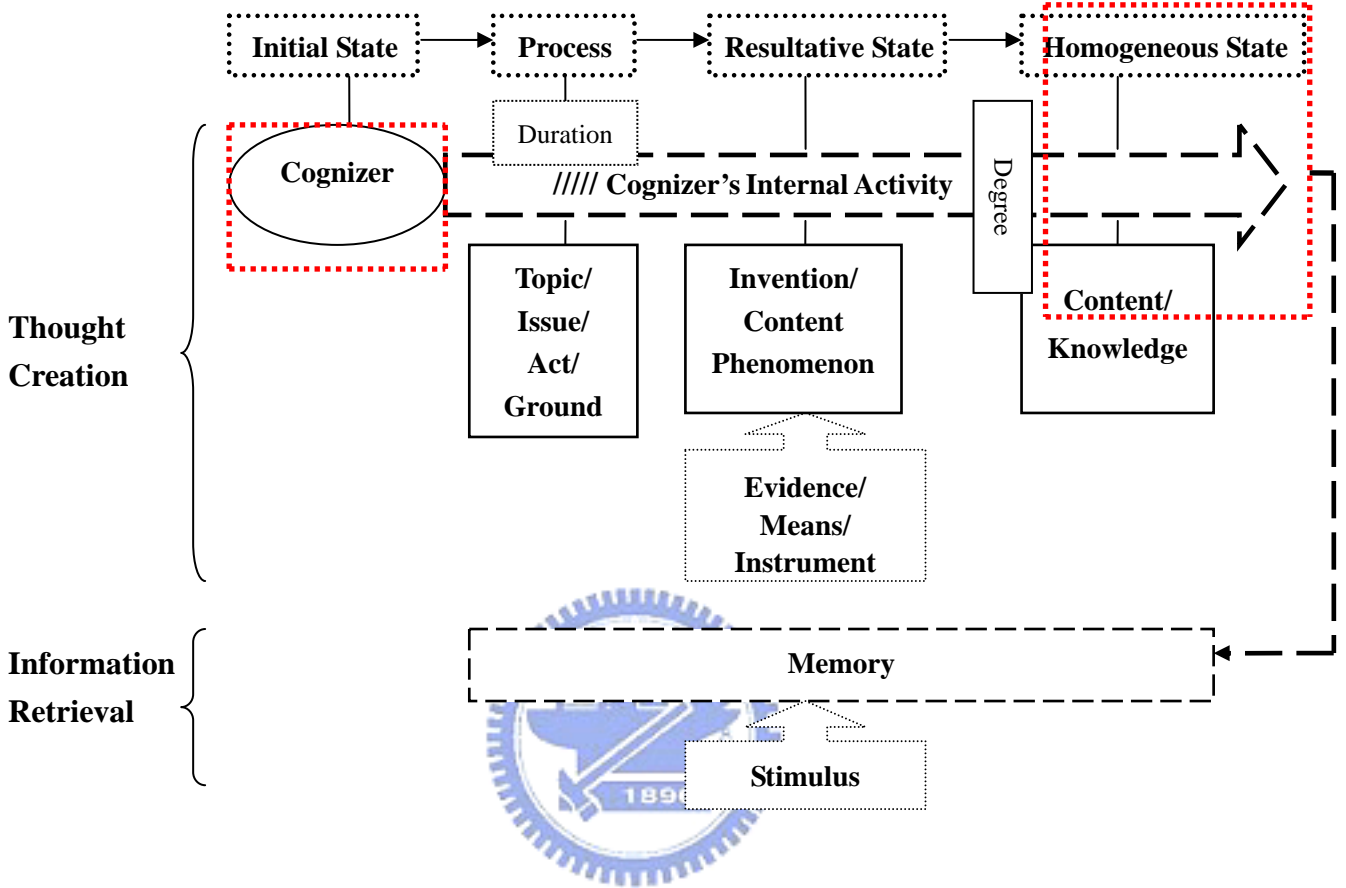 Initial State
Process
Resultative State
Homogeneous State
Duration
Cognizer
///// Cognizer's Internal Activity
Degree
Topic/
Issue/
Act/
Ground
Invention/
Content
Phenomenon
Content/
Knowledge
Thought
Creation
Evidence/
Means/
Instrument
Information
Retrieval
Memory
Stimulus